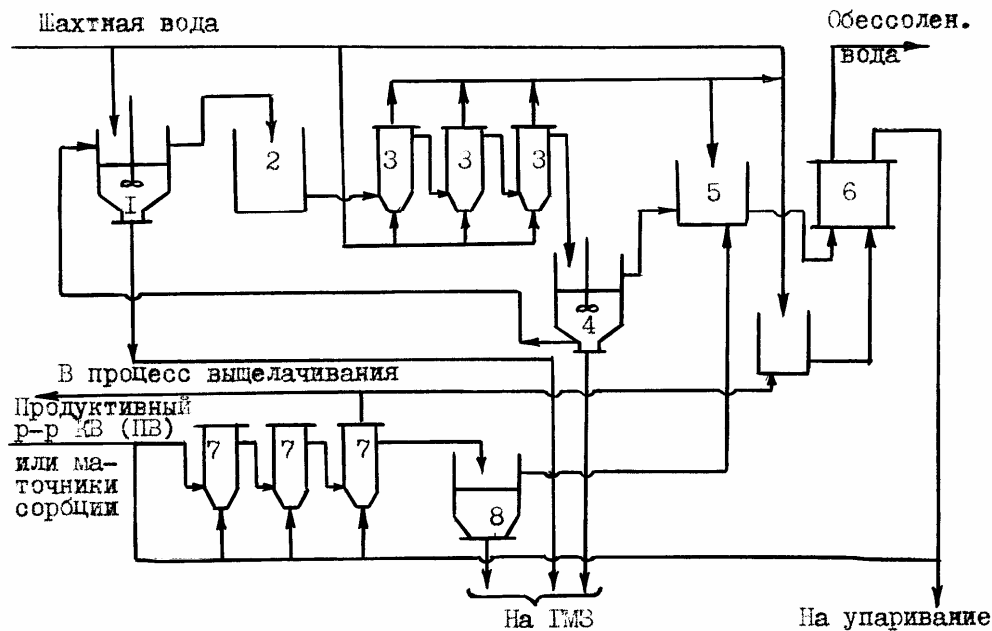 Шахтная вода
Обессолен.
вода
1
2
3
3
3
4
5
6
В процесс выщелачивания
Продуктивный
р-р КВ (ПВ)
или ма-
точники
сорбции
7
7
7
8
На ГМЗ
На упаривание